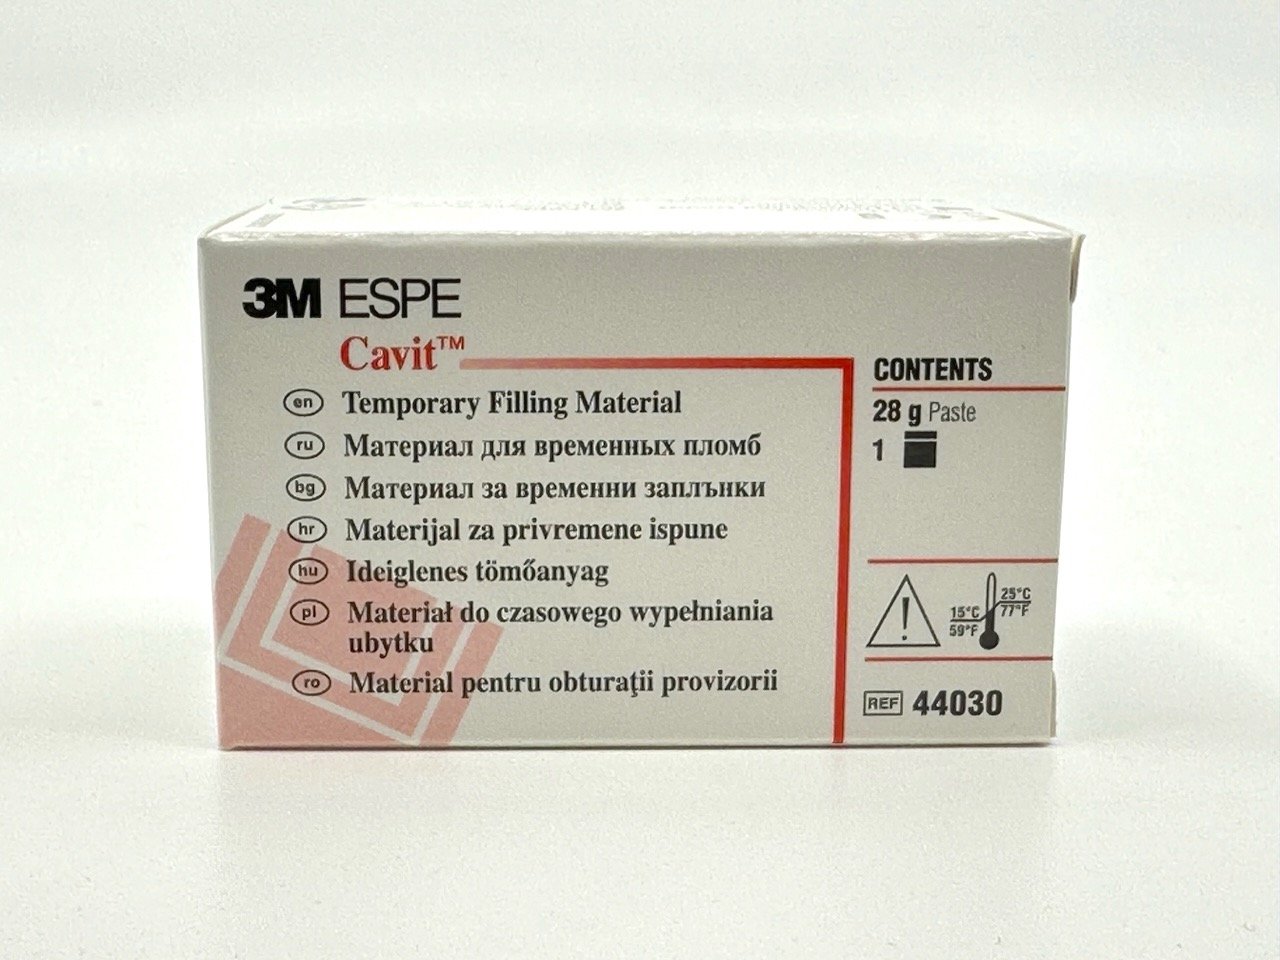 3M ESPE
Cavit™
en Temporary Filling Material
ru Материал для временных пломб
bg Материал за временни заплънки
hr Materijal za privremene ispune
hu Ideiglenes tömőanyag
pl Materiał do czasowego wypełniania
ubytku
ro Material pentru obturaţii provizorii
CONTENTS
28 g Paste
1
15°C
59°F
25°C
77°F
REF 44030